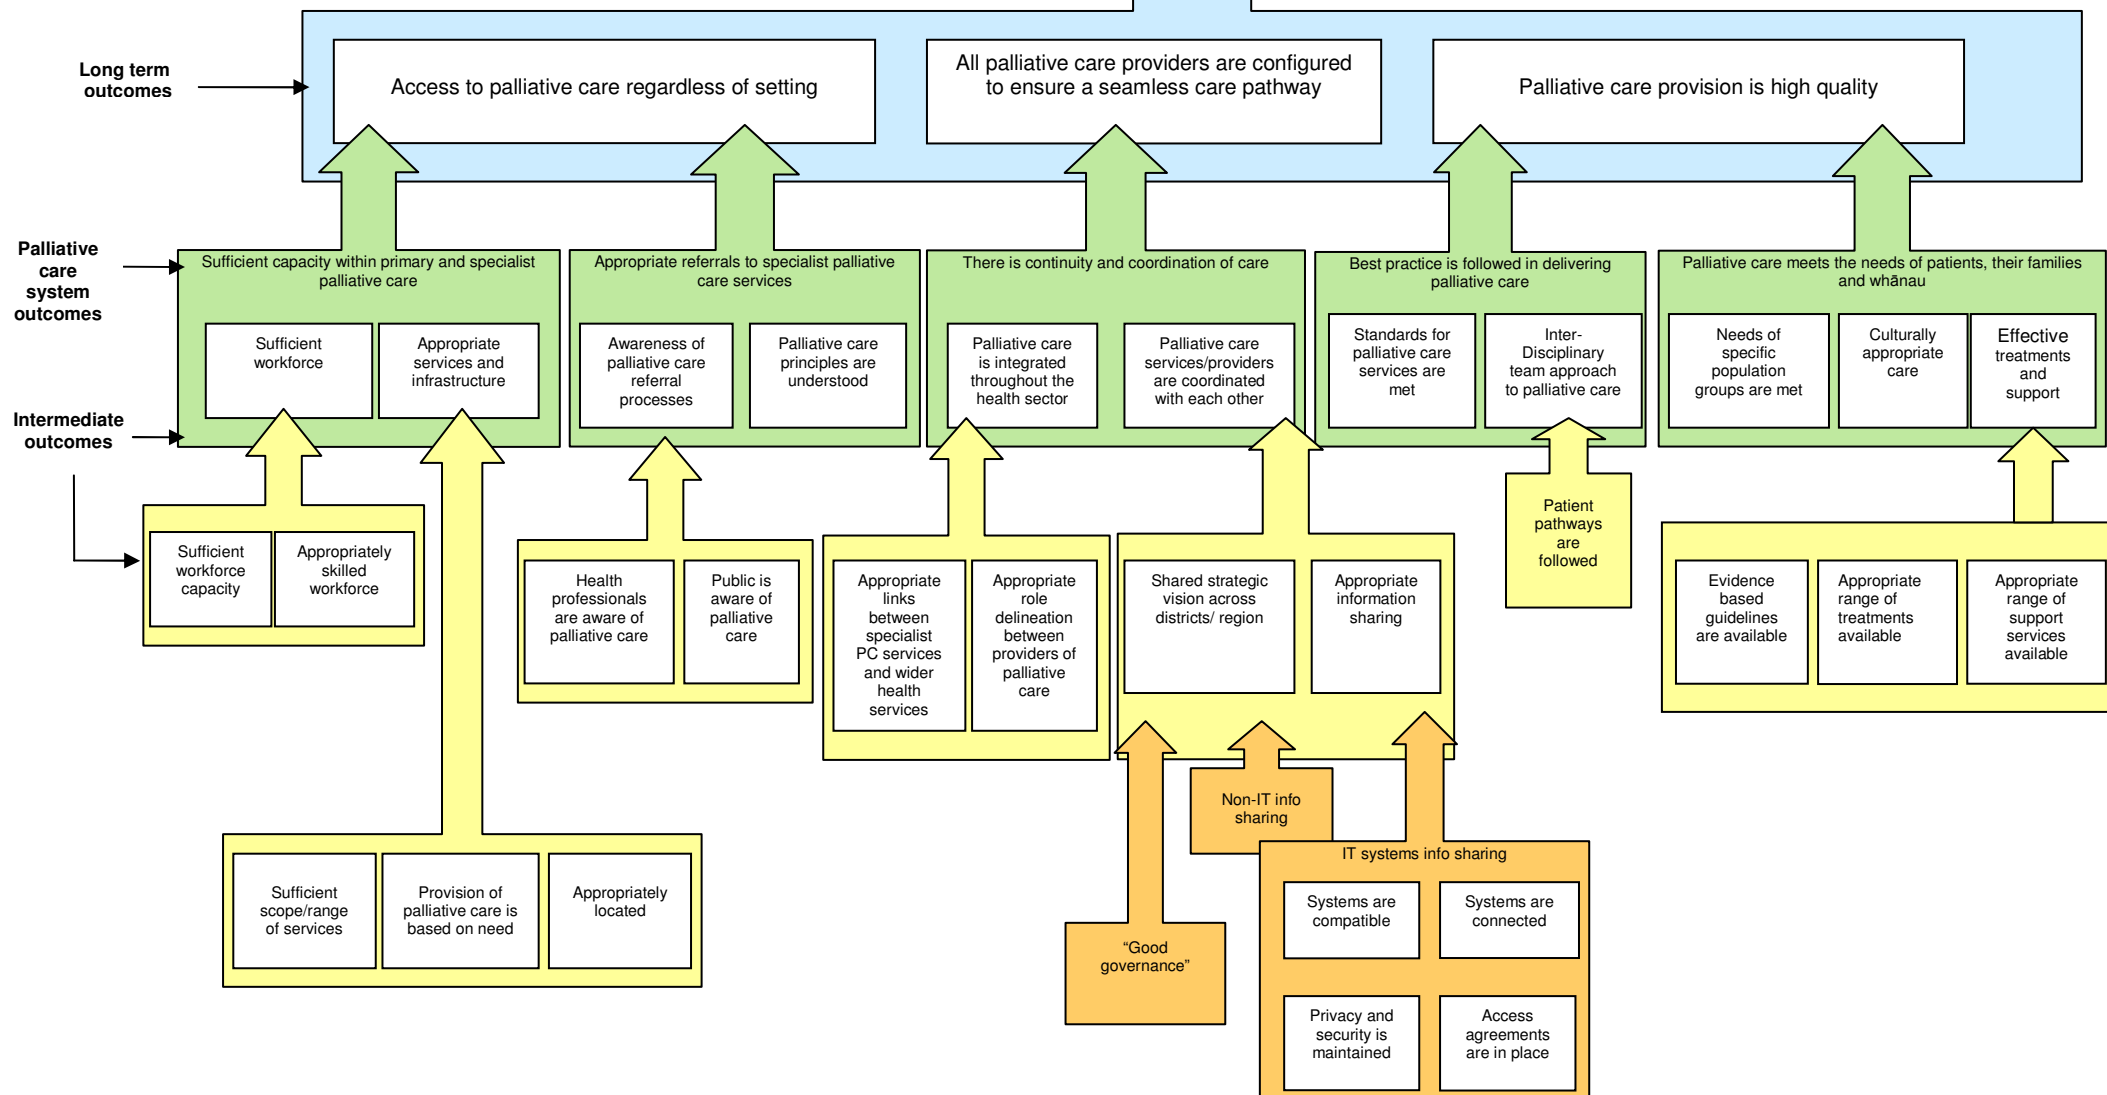 Long term
outcomes
Access to palliative care regardless of setting
All palliative care providers are configured
to ensure a seamless care pathway
Palliative care provision is high quality
Palliative
care
system
outcomes
Sufficient capacity within primary and specialist
palliative care
Appropriate referrals to specialist palliative
care services
There is continuity and coordination of care
Best practice is followed in delivering
palliative care
Palliative care meets the needs of patients, their families
and whānau
Sufficient
workforce
Appropriate
services and
infrastructure
Awareness of
palliative care
referral
processes
Palliative care
principles are
understood
Palliative care
is integrated
throughout the
health sector
Palliative care
services/providers
are coordinated
with each other
Standards for
palliative care
services are
met
Inter-
Disciplinary
team approach
to palliative care
Needs of
specific
population
groups are met
Culturally
appropriate
care
Effective
treatments
and
support
Intermediate
outcomes
Sufficient
workforce
capacity
Appropriately
skilled
workforce
Health
professionals
are aware of
palliative care
Public is
aware of
palliative
care
Appropriate
links
between
specialist
PC services
and wider
health
services
Appropriate
role
delineation
between
providers of
palliative
care
Shared strategic
vision across
districts/ region
Appropriate
information
sharing
Patient
pathways
are
followed
Evidence
based
guidelines
are available
Appropriate
range of
treatments
available
Appropriate
range of
support
services
available
Sufficient
scope/range
of services
Provision of
palliative care is
based on need
Appropriately
located
Non-IT info
sharing
“Good
governance”
IT systems info sharing
Systems are
compatible
Systems are
connected
Privacy and
security is
maintained
Access
agreements
are in place